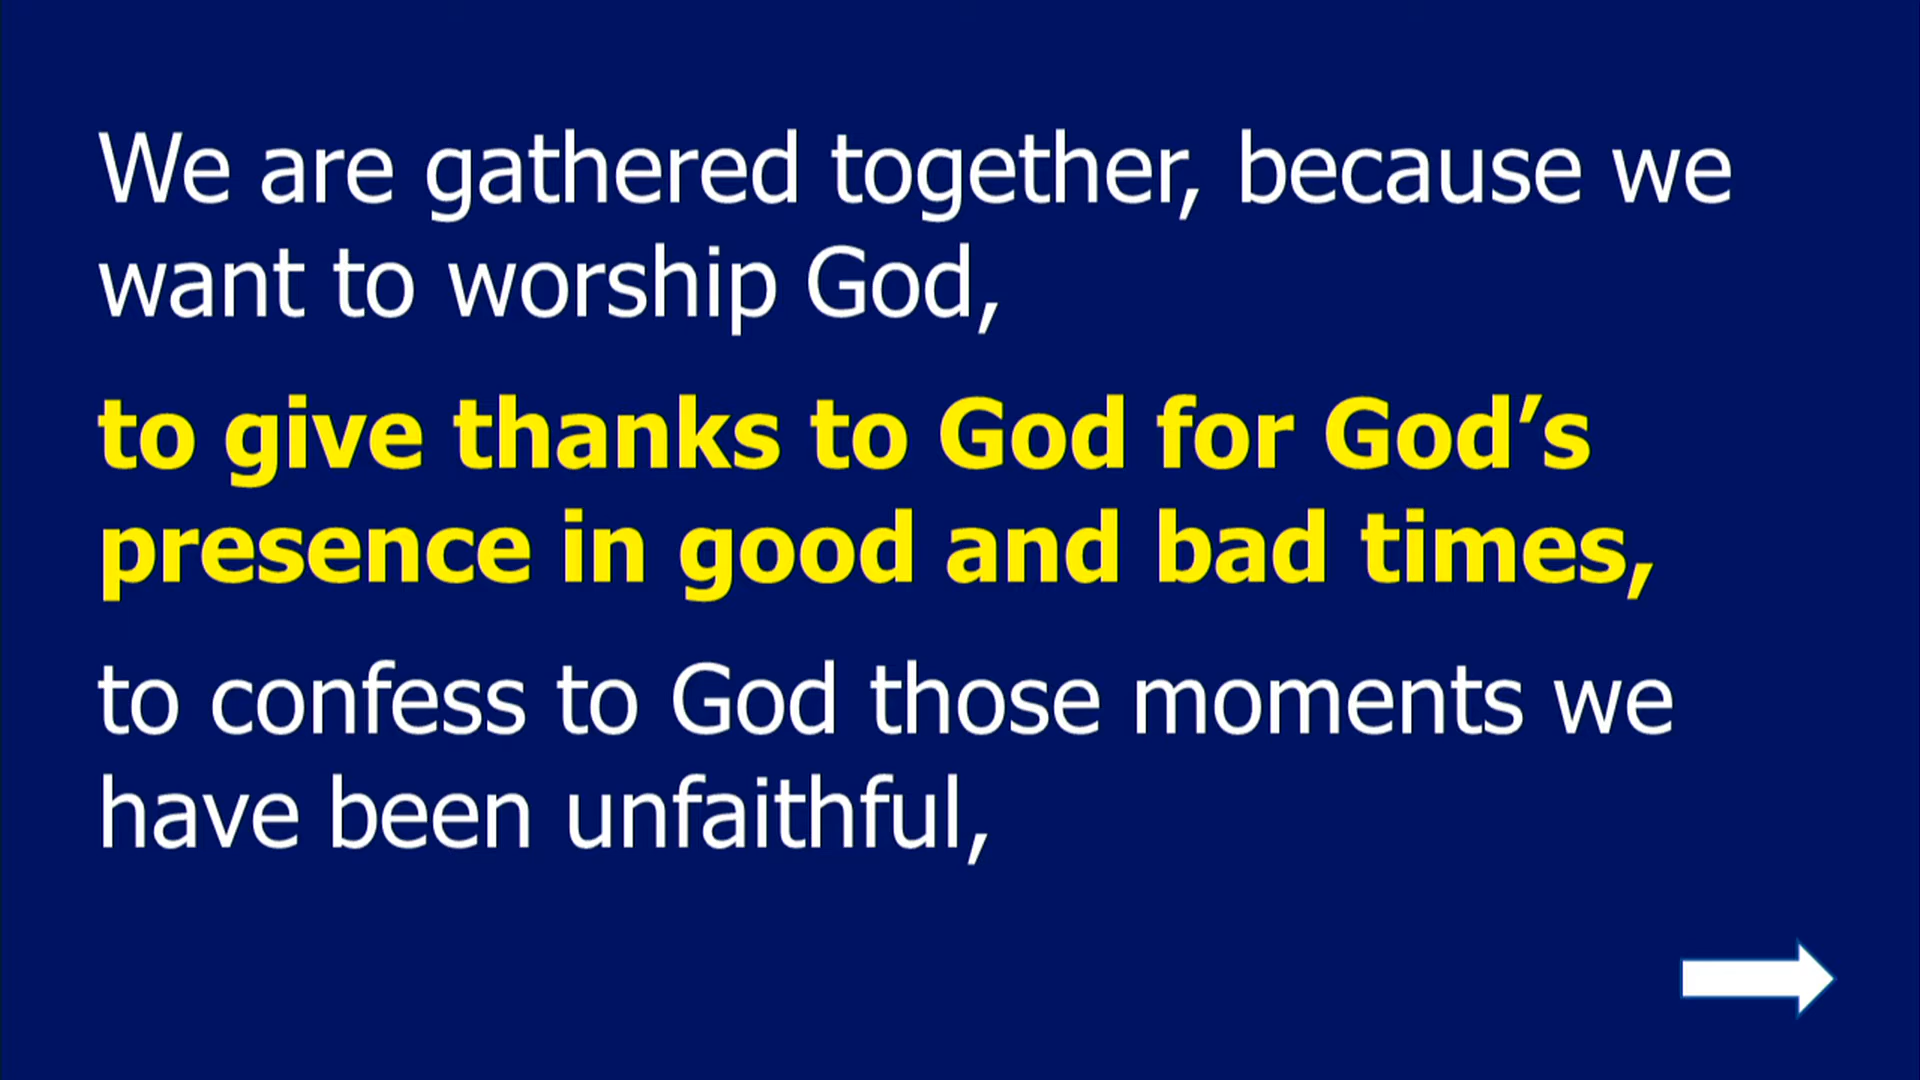 We are gathered together, because we
want to worship God,
to give thanks to God for God’s
presence in good and bad times,
to confess to God those moments we
have been unfaithful,